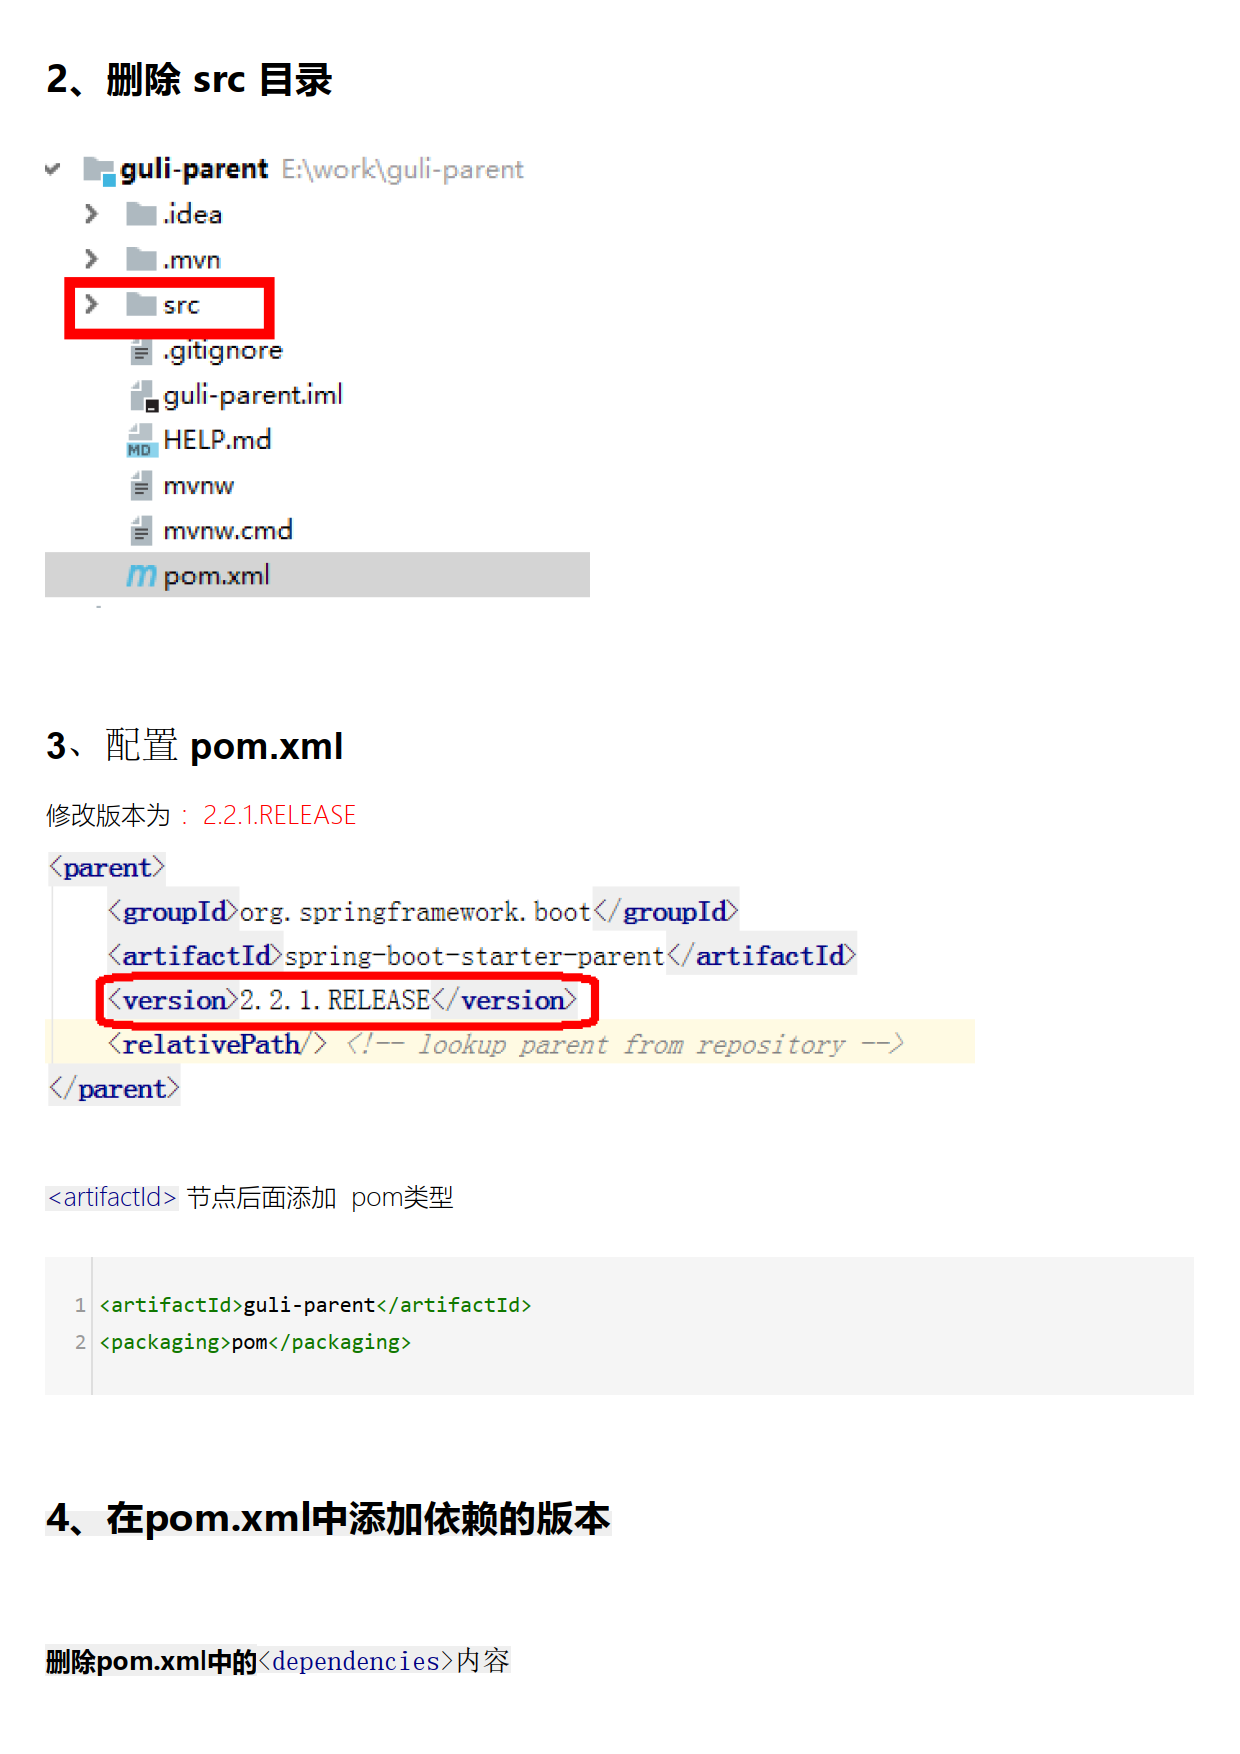 2、删除 src 目录
guli-parent E:\work\guli-parent
.idea
.mvn
src
.gitignore
guli-parent.iml
MD HELP.md
mvnw
mvnw.cmd
m pom.xml
3、配置 pom.xml
修改版本为 ：2.2.1.RELEASE
<parent>
<groupId>org.springframework.boot</groupId>
<artifactId>spring-boot-starter-parent</artifactId>
<version>2.2.1.RELEASE</version>
<relativePath/> <!-- lookup parent from repository -->
</parent>
<artifactId> 节点后面添加 pom类型
1 <artifactId>guli-parent</artifactId>
2 <packaging>pom</packaging>
4、在pom.xml中添加依赖的版本
删除pom.xml中的<dependencies>内容